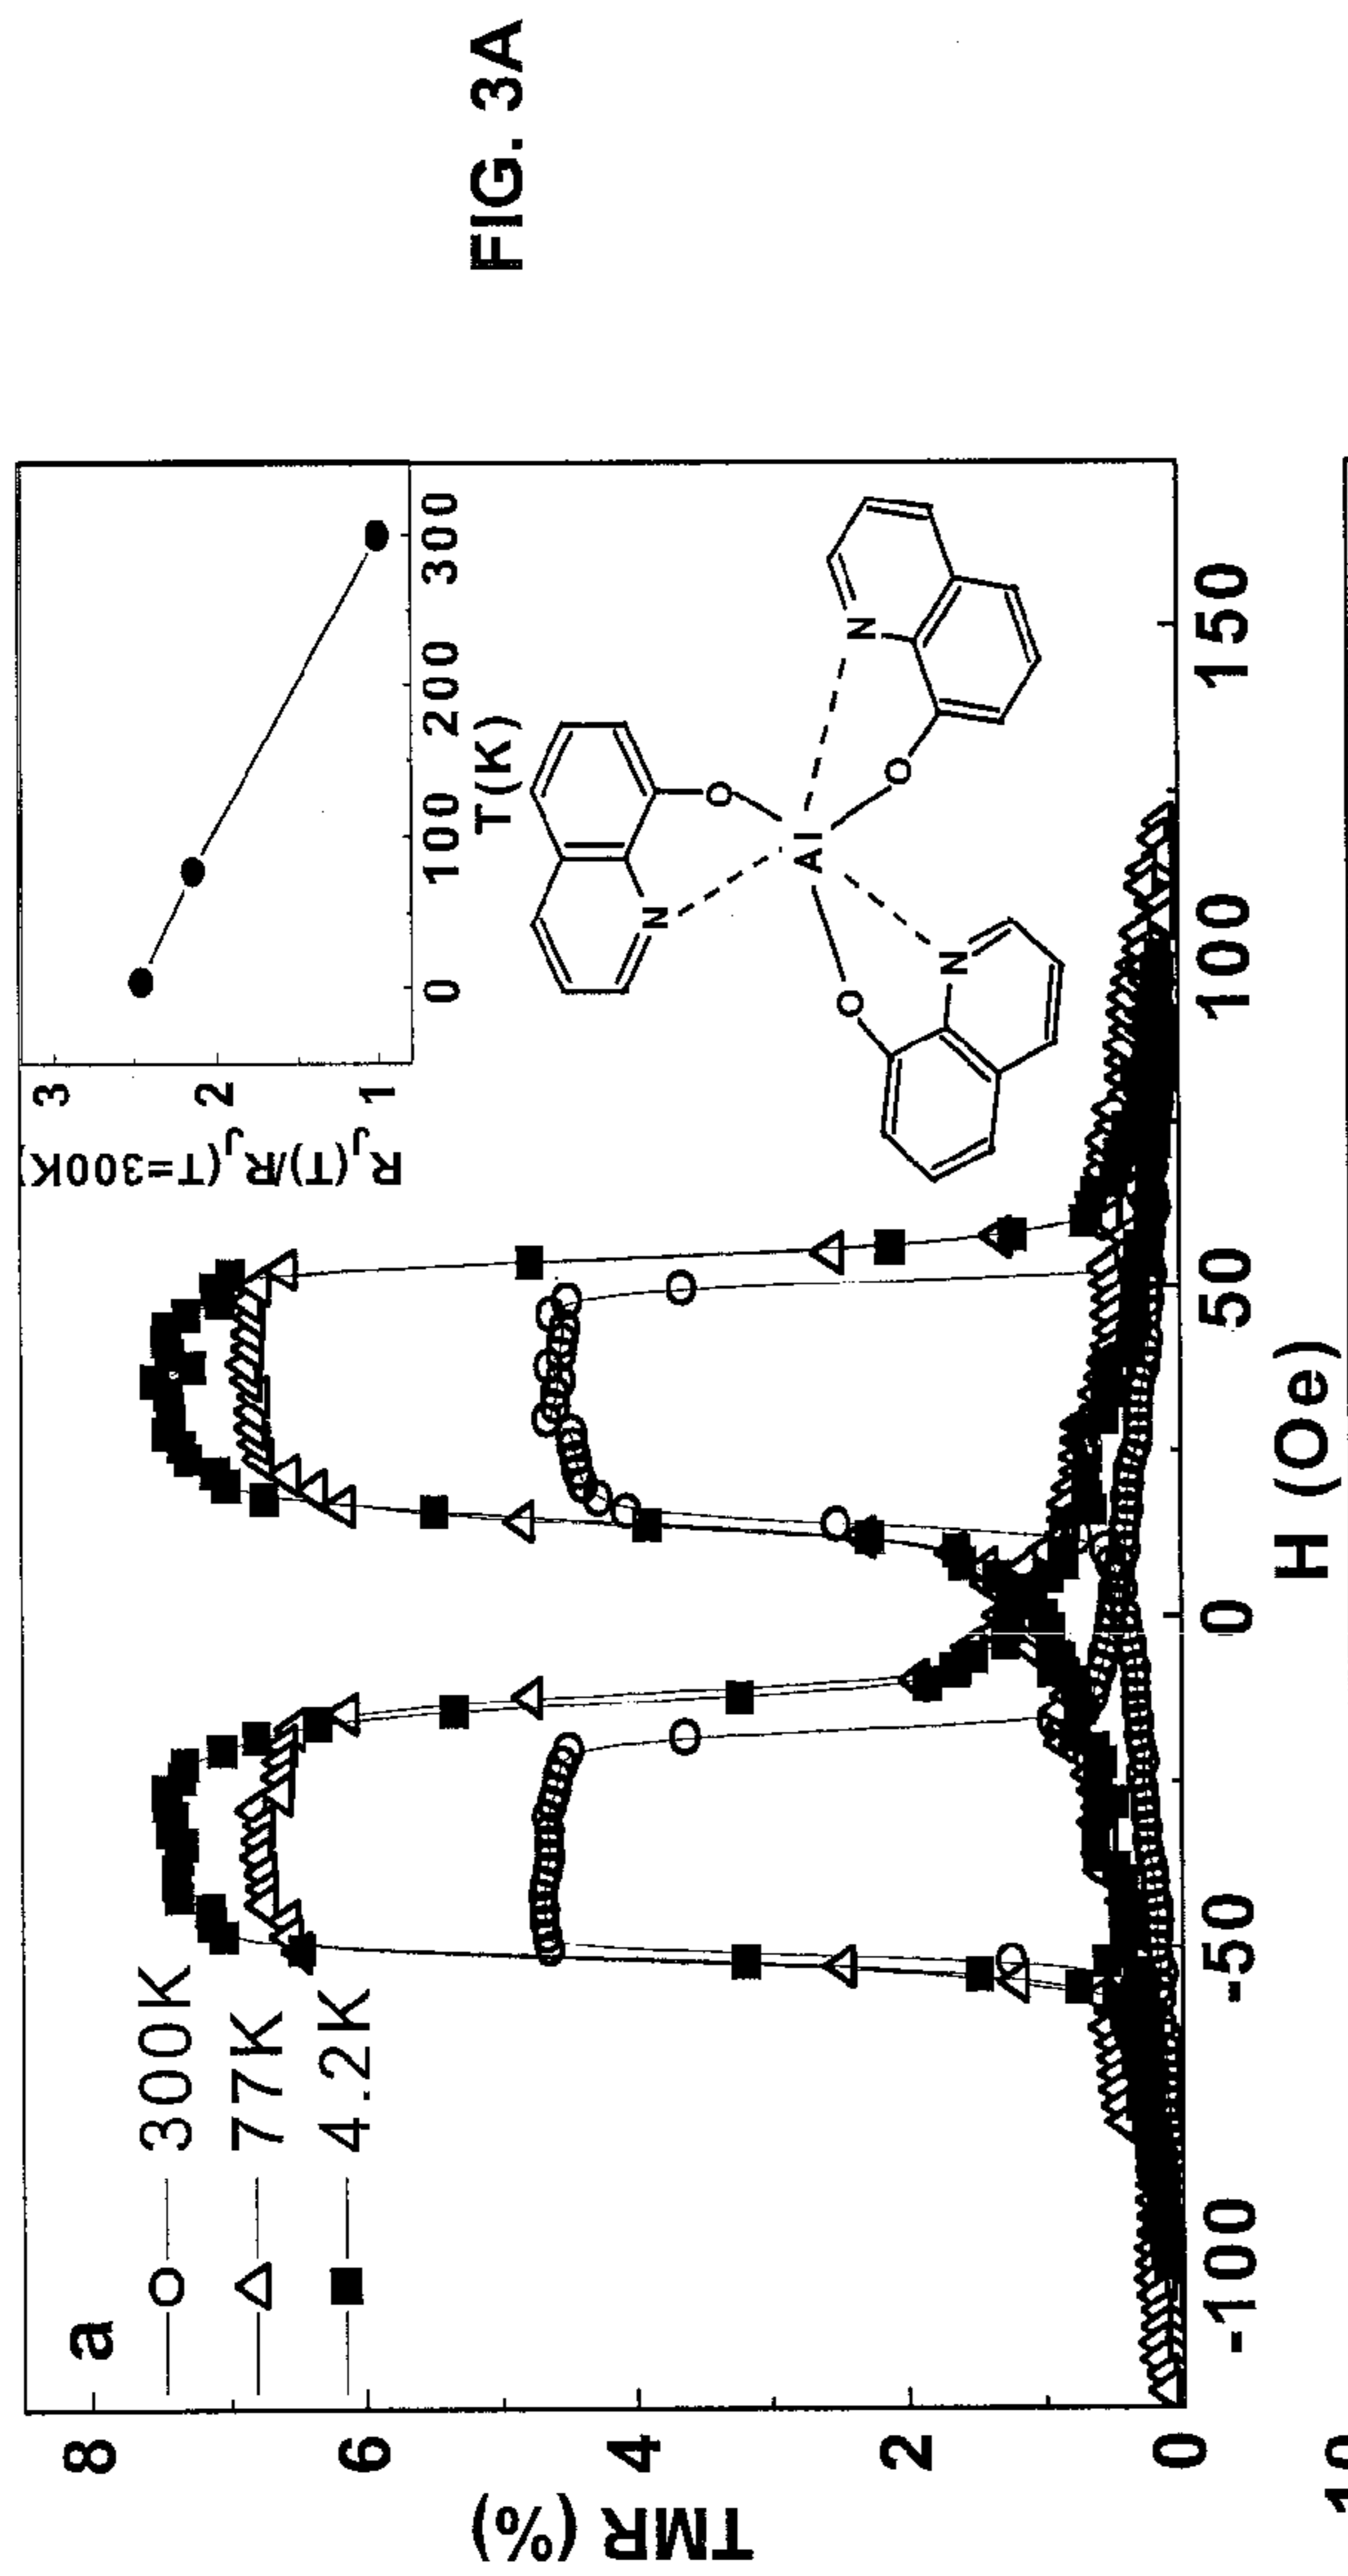 FIG. 3A
a
300K
77K
4.2K
8
6
4
2
0
TMR (%)
-100
-50
0
50
100
150
H (Oe)
3
2
1
R_J(T)/R_J(T=300K)
0
100
200
300
T(K)
N
O
Al
O
N
O
N